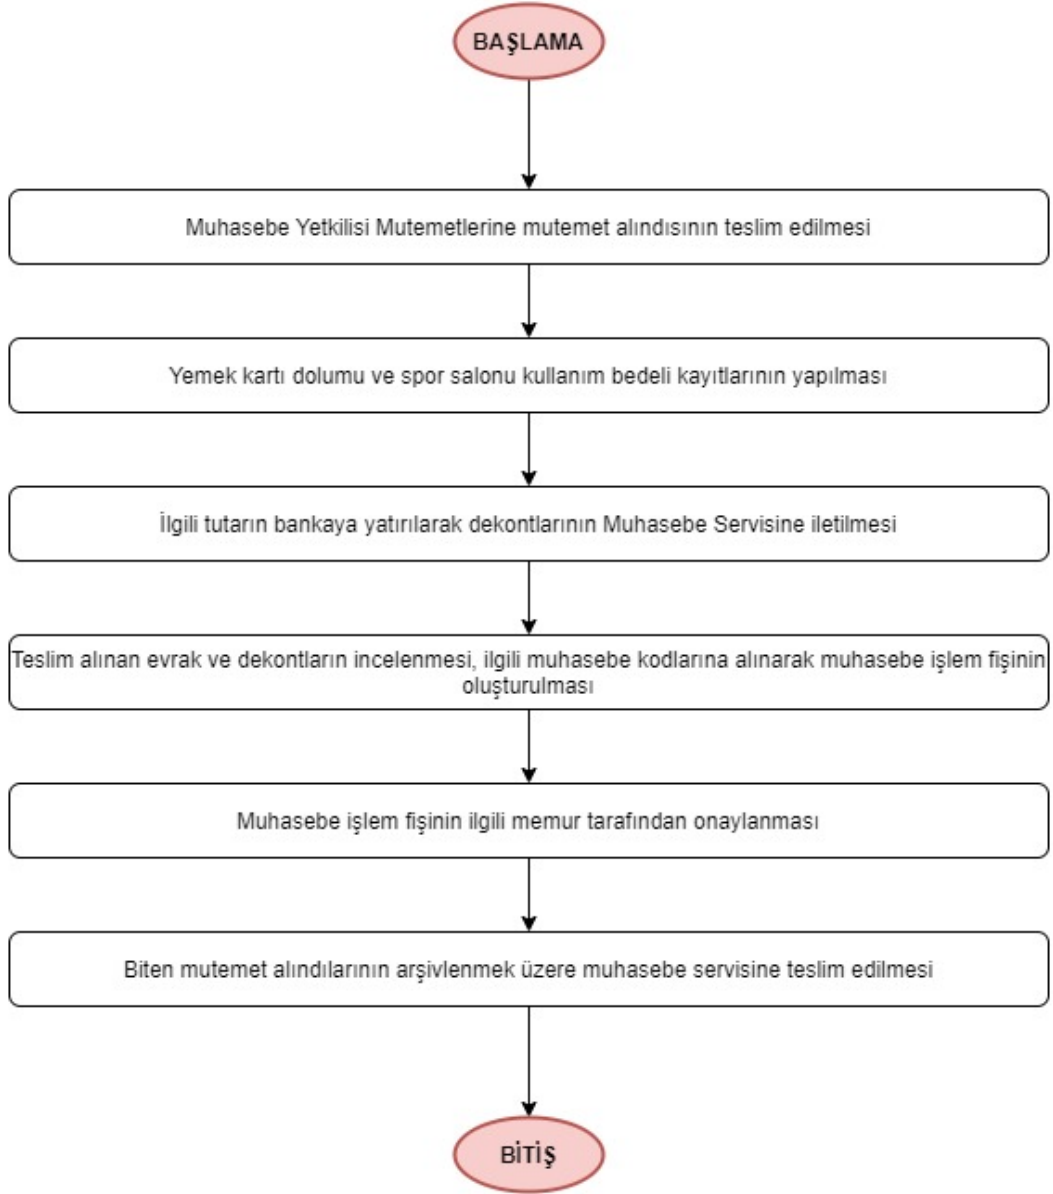 BAŞLAMA
Muhasebe Yetkilisi Mutemetlerine mutemet alındısının teslim edilmesi
Yemek kartı dolumu ve spor salonu kullanım bedeli kayıtlarının yapılması
İlgili tutarın bankaya yatırılarak dekontlarının Muhasebe Servisine iletilmesi
Teslim alınan evrak ve dekontların incelenmesi, ilgili muhasebe kodlarına alınarak muhasebe işlem fişinin
oluşturulması
Muhasebe işlem fişinin ilgili memur tarafından onaylanması
Biten mutemet alındılarının arşivlenmek üzere muhasebe servisine teslim edilmesi
BİTİŞ